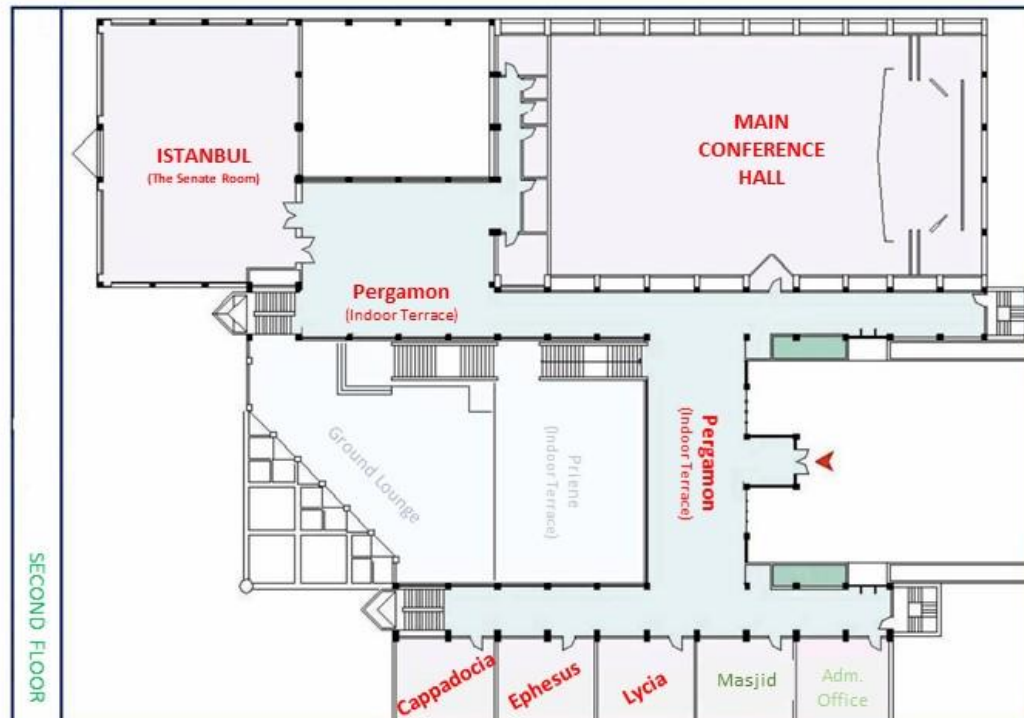 ISTANBUL
(The Senate Room)
MAIN
CONFERENCE
HALL
Pergamon
(Indoor Terrace)
Ground Lounge
Priene
(Indoor Terrace)
Pergamon
(Indoor Terrace)
SECOND FLOOR
Cappadocia
Ephesus
Lycia
Masjid
Adm.
Office